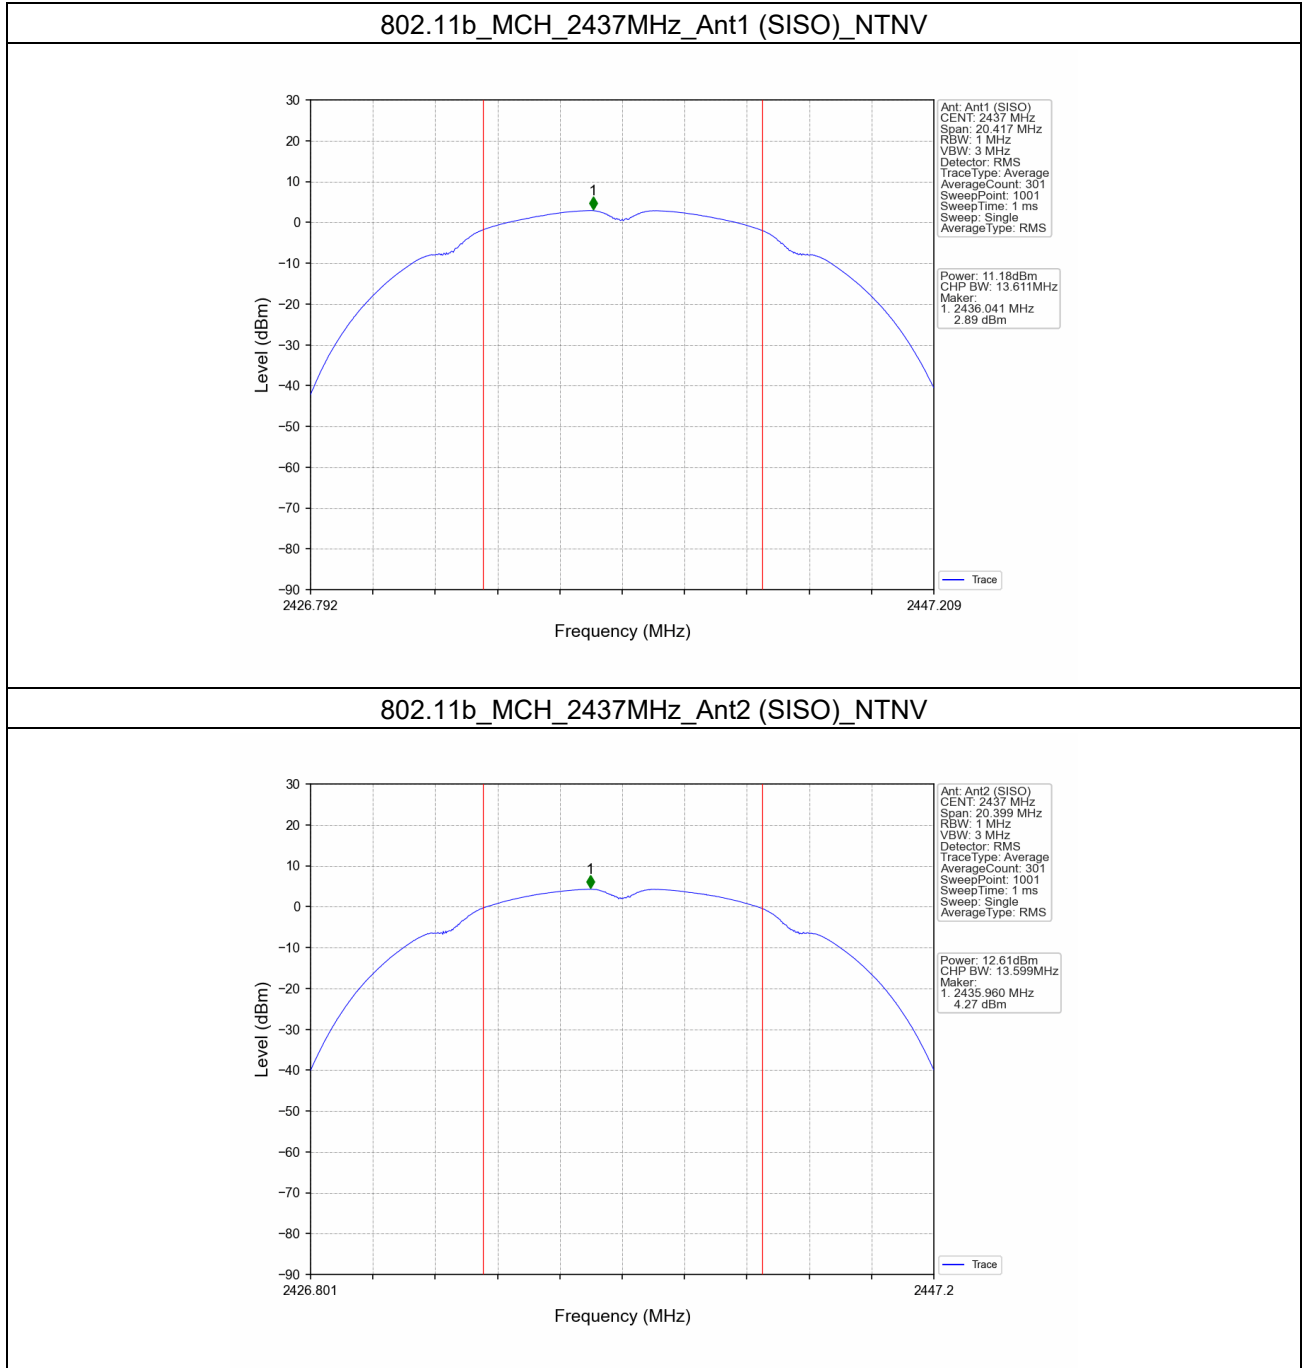 802.11b_MCH_2437MHz_Ant1 (SISO)_NTNV
30
20
10
0
−10
−20
−30
−40
−50
−60
−70
−80
−90
Level (dBm)
1
2426.792
2447.209
Frequency (MHz)
Ant: Ant1 (SISO)
CENT: 2437 MHz
Span: 20.417 MHz
RBW: 1 MHz
VBW: 3 MHz
Detector: RMS
TraceType: Average
AverageCount: 301
SweepPoint: 1001
SweepTime: 1 ms
Sweep: Single
AverageType: RMS
Power: 11.18dBm
CHP BW: 13.611MHz
Maker:
1. 2436.041 MHz
2.89 dBm
Trace
802.11b_MCH_2437MHz_Ant2 (SISO)_NTNV
30
20
10
0
−10
−20
−30
−40
−50
−60
−70
−80
−90
Level (dBm)
1
2426.801
2447.2
Frequency (MHz)
Ant: Ant2 (SISO)
CENT: 2437 MHz
Span: 20.399 MHz
RBW: 1 MHz
VBW: 3 MHz
Detector: RMS
TraceType: Average
AverageCount: 301
SweepPoint: 1001
SweepTime: 1 ms
Sweep: Single
AverageType: RMS
Power: 12.61dBm
CHP BW: 13.599MHz
Maker:
1. 2435.960 MHz
4.27 dBm
Trace